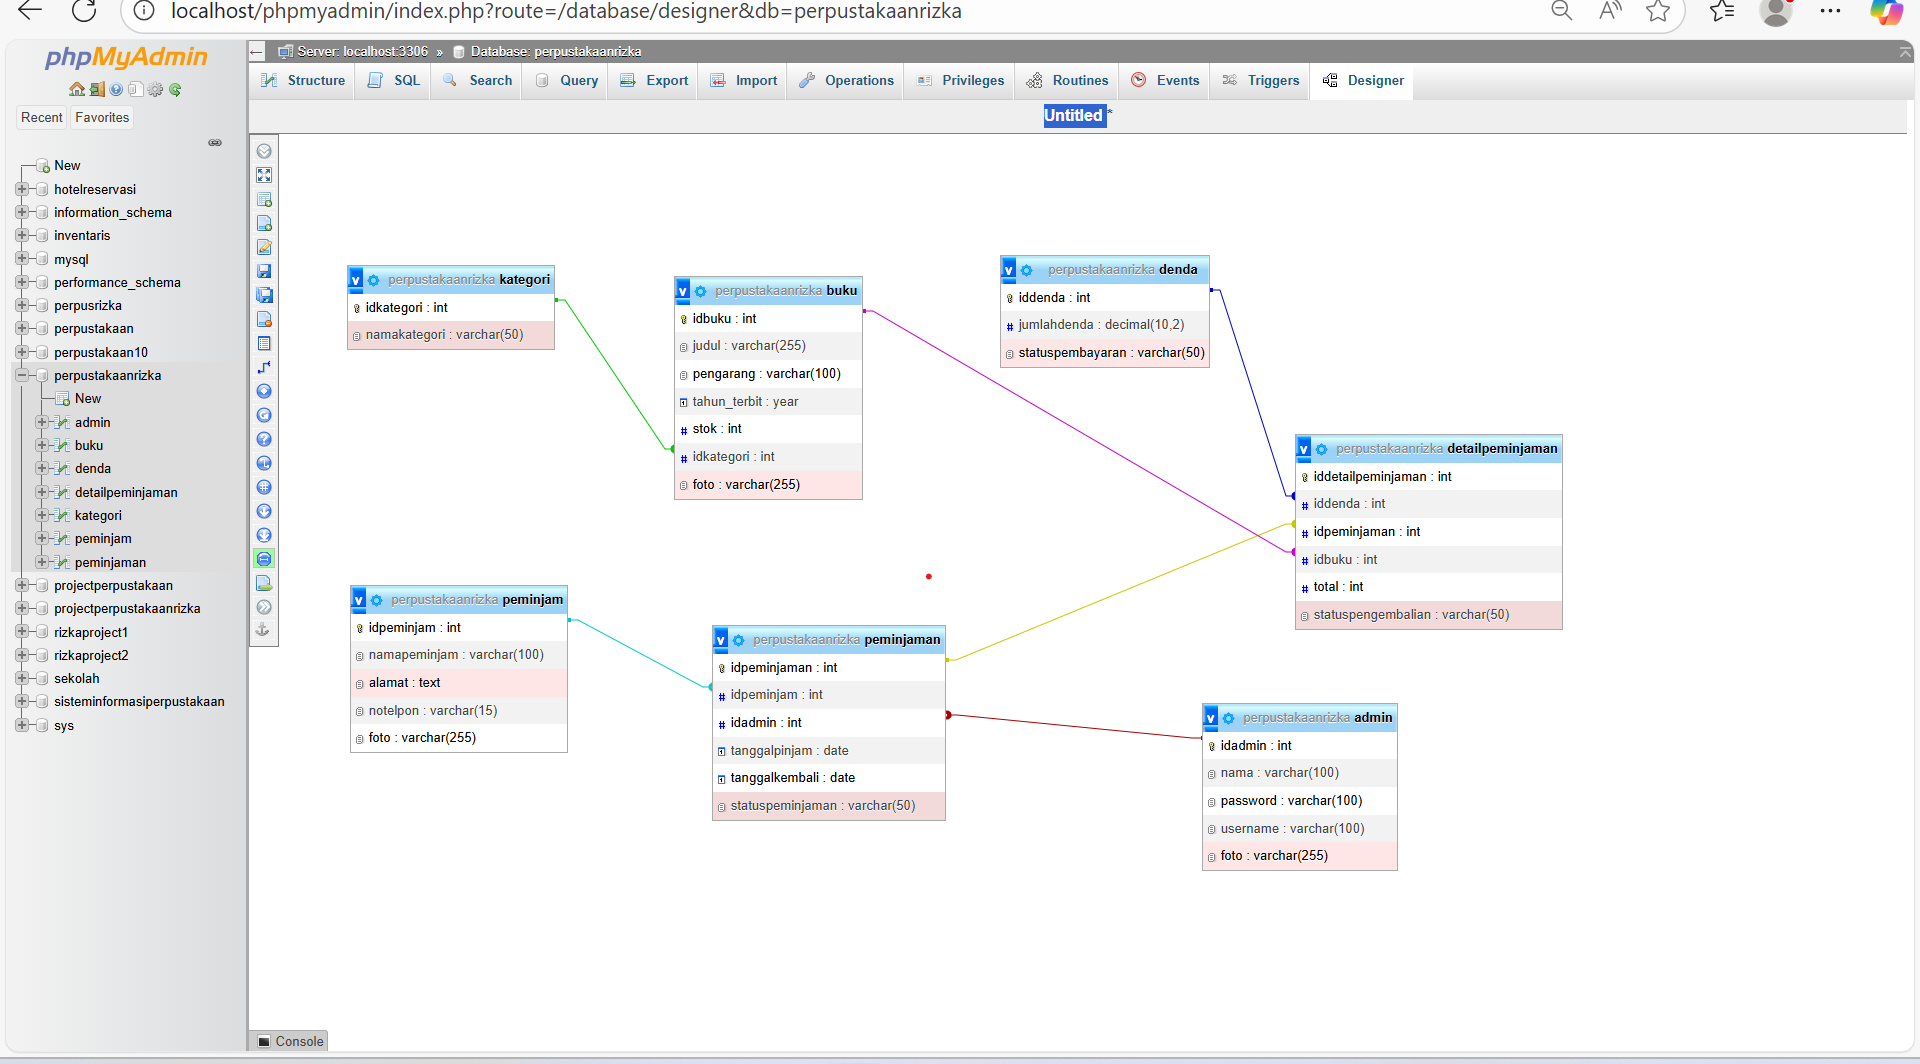 localhost/phpmyadmin/index.php?route=/database/designer&db=perpustakaanrizka
phpMyAdmin
Recent
Favorites
New
hotelreservasi
information_schema
inventaris
mysql
performance_schema
perpusrizka
perpustakaan
perpustakaan10
perpustakaanrizka
New
admin
buku
denda
detailpeminjaman
kategori
peminjam
peminjaman
projectperpustakaan
projectperpustakaanrizka
rizkaproject1
rizkaproject2
sekolah
sisteminformasiperpustakaan
sys
Server: localhost:3306 » Database: perpustakaanrizka
Structure
SQL
Search
Query
Export
Import
Operations
Privileges
Routines
Events
Triggers
Designer
Untitled *
v perpustakaanrizka kategori
idkategori : int
namakategori : varchar(50)
v perpustakaanrizka buku
idbuku : int
judul : varchar(255)
pengarang : varchar(100)
tahun_terbit : year
# stok : int
# idkategori : int
foto : varchar(255)
v perpustakaanrizka denda
iddenda : int
# jumlahdenda : decimal(10,2)
statuspembayaran : varchar(50)
v perpustakaanrizka detailpeminjaman
iddetailpeminjaman : int
# iddenda : int
# idpeminjaman : int
# idbuku : int
# total : int
statuspengembalian : varchar(50)
v perpustakaanrizka peminjam
idpeminjam : int
namapeminjam : varchar(100)
alamat : text
notelpon : varchar(15)
foto : varchar(255)
v perpustakaanrizka peminjaman
idpeminjaman : int
# idpeminjam : int
# idadmin : int
tanggalpinjam : date
tanggalkembali : date
statuspeminjaman : varchar(50)
v perpustakaanrizka admin
idadmin : int
nama : varchar(100)
password : varchar(100)
username : varchar(100)
foto : varchar(255)
Console